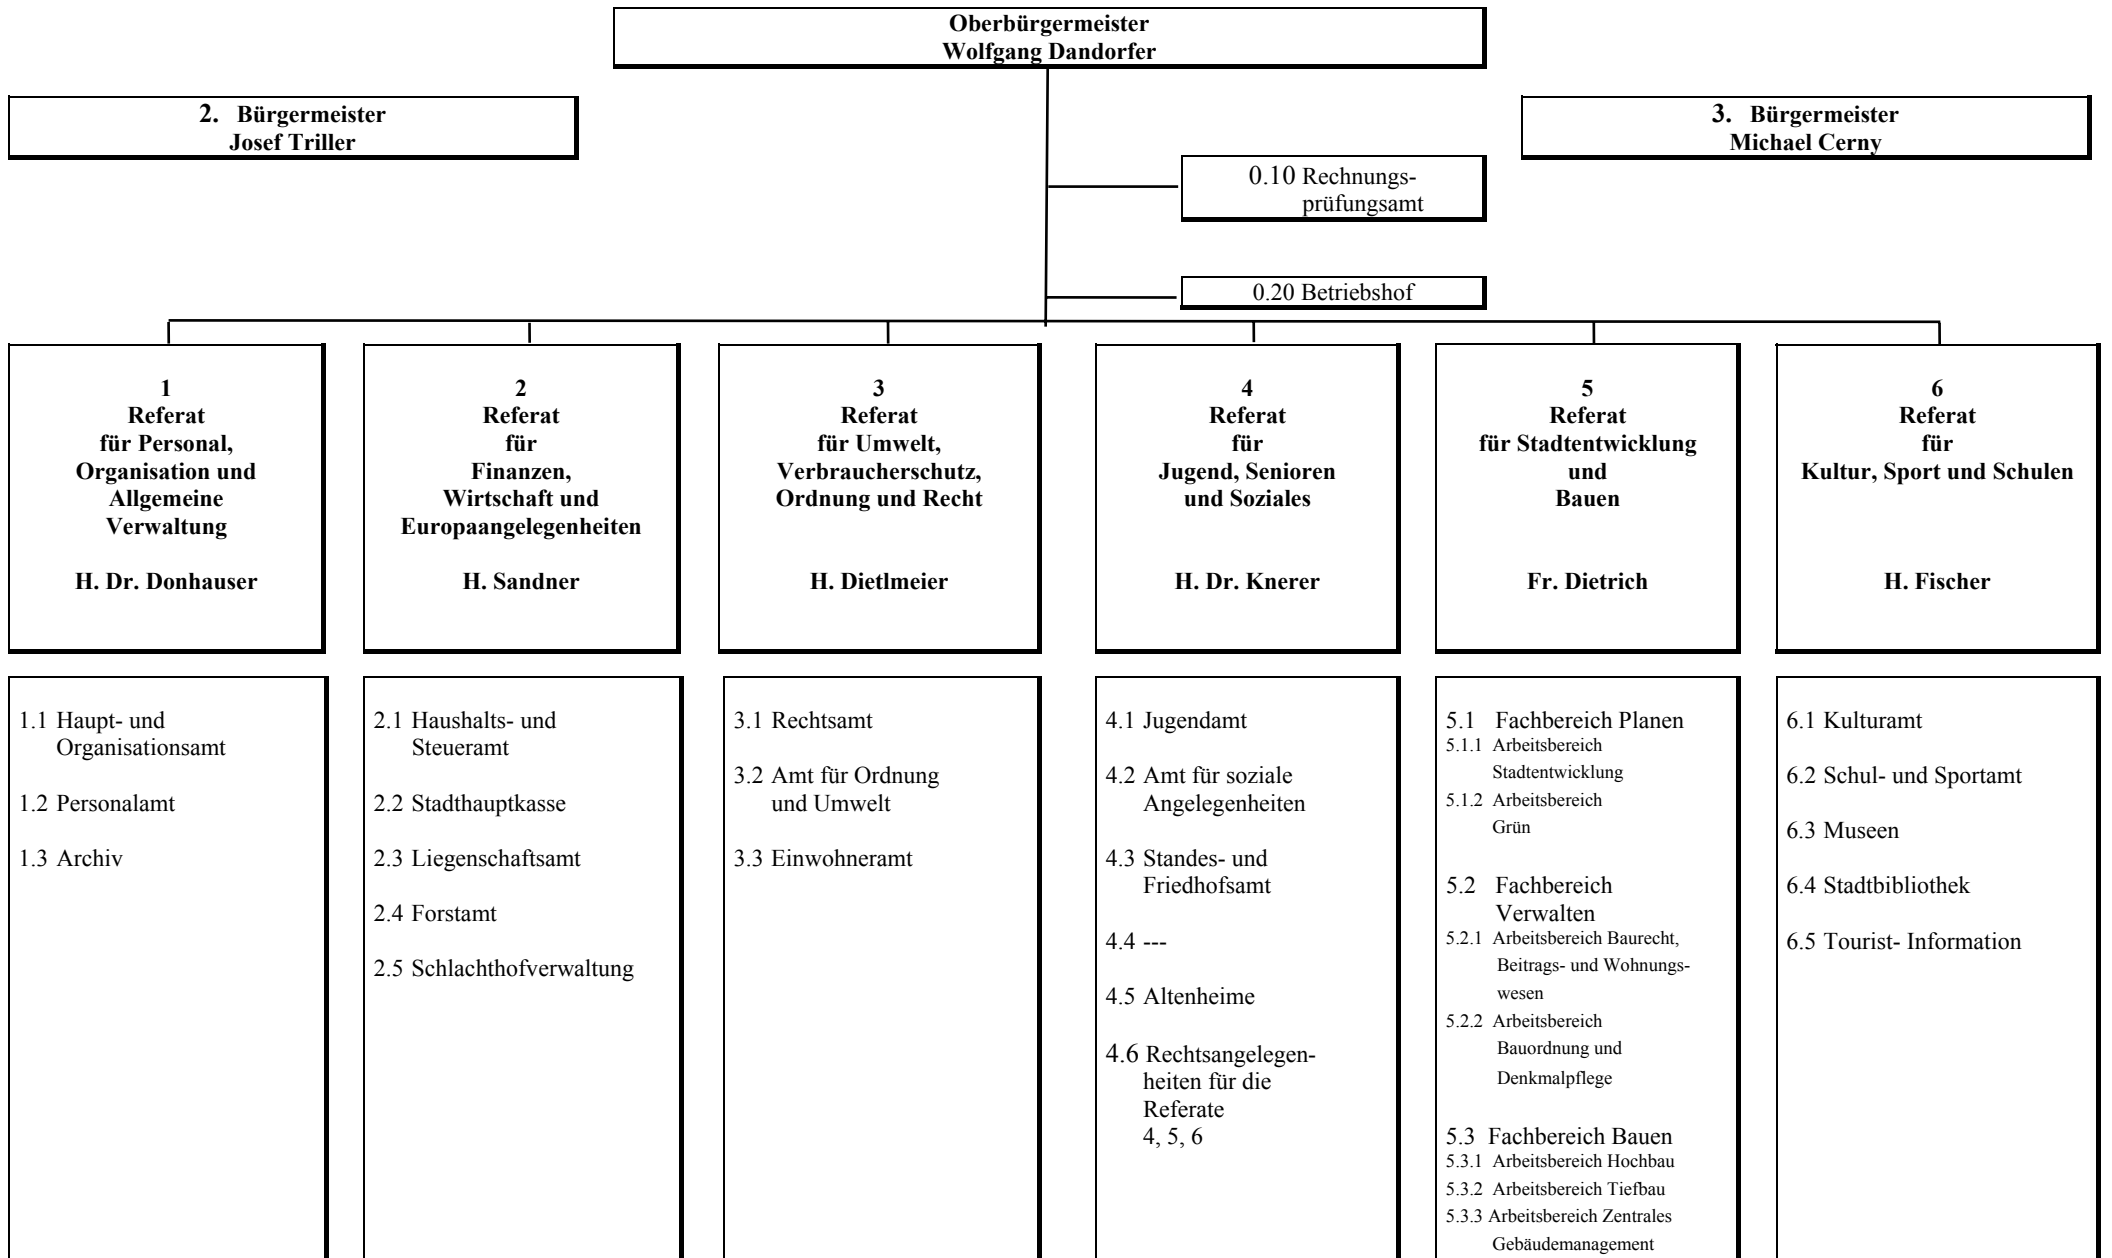 Oberbürgermeister
Wolfgang Dandorfer
2. Bürgermeister
Josef Triller
3. Bürgermeister
Michael Cerny
0.10 Rechnungs-
prüfungsamt
0.20 Betriebshof
1
Referat
für Personal,
Organisation und
Allgemeine
Verwaltung
H. Dr. Donhauser
2
Referat
für
Finanzen,
Wirtschaft und
Europaangelegenheiten
H. Sandner
3
Referat
für Umwelt,
Verbraucherschutz,
Ordnung und Recht
H. Dietlmeier
4
Referat
für
Jugend, Senioren
und Soziales
H. Dr. Knerer
5
Referat
für Stadtentwicklung
und
Bauen
Fr. Dietrich
6
Referat
für
Kultur, Sport und Schulen
H. Fischer
1.1 Haupt- und
Organisationsamt
1.2 Personalamt
1.3 Archiv
2.1 Haushalts- und
Steueramt
2.2 Stadthauptkasse
2.3 Liegenschaftsamt
2.4 Forstamt
2.5 Schlachthofverwaltung
3.1 Rechtsamt
3.2 Amt für Ordnung
und Umwelt
3.3 Einwohneramt
4.1 Jugendamt
4.2 Amt für soziale
Angelegenheiten
4.3 Standes- und
Friedhofsamt
4.4 ---
4.5 Altenheime
4.6 Rechtsangelegen-
heiten für die
Referate
4, 5, 6
5.1 Fachbereich Planen
5.1.1 Arbeitsbereich
Stadtentwicklung
5.1.2 Arbeitsbereich
Grün
5.2 Fachbereich
Verwalten
5.2.1 Arbeitsbereich Baurecht,
Beitrags- und Wohnungs-
wesen
5.2.2 Arbeitsbereich
Bauordnung und
Denkmalpflege
5.3 Fachbereich Bauen
5.3.1 Arbeitsbereich Hochbau
5.3.2 Arbeitsbereich Tiefbau
5.3.3 Arbeitsbereich Zentrales
Gebäudemanagement
6.1 Kulturamt
6.2 Schul- und Sportamt
6.3 Museen
6.4 Stadtbibliothek
6.5 Tourist- Information